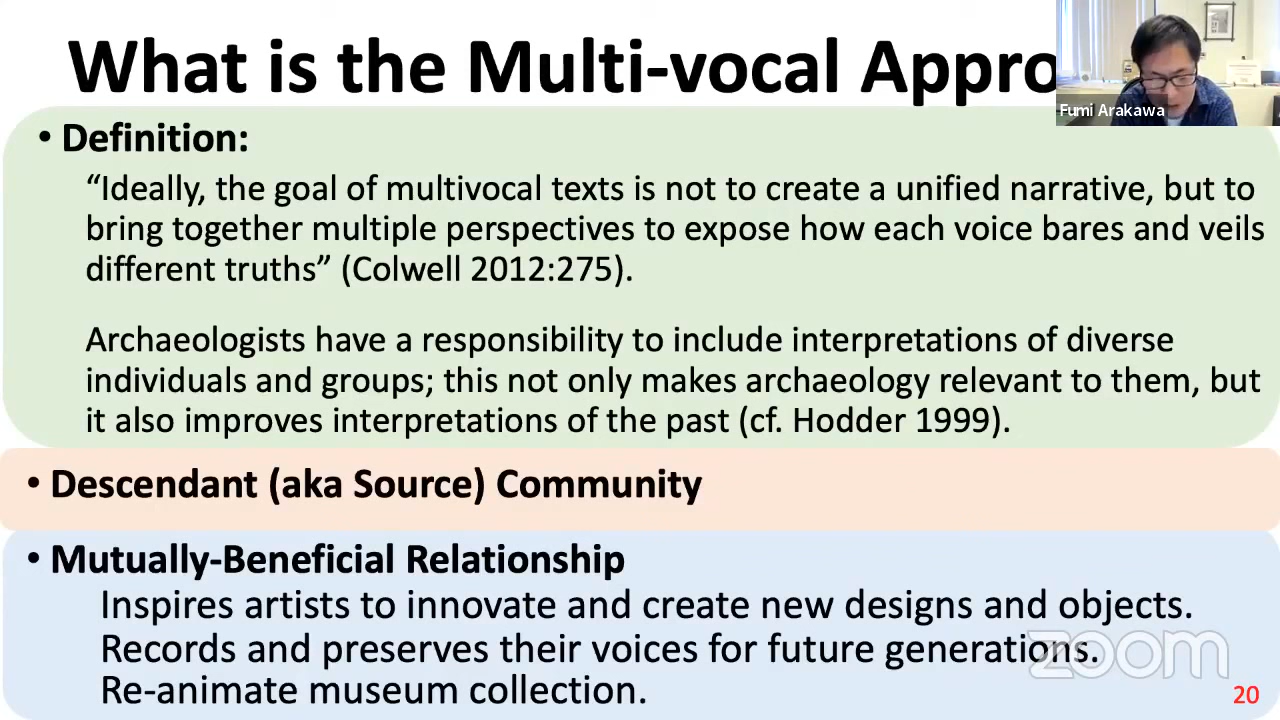 What is the Multi-vocal Appro
Fumi Arakawa
• Definition:
“Ideally, the goal of multivocal texts is not to create a unified narrative, but to
bring together multiple perspectives to expose how each voice bares and veils
different truths” (Colwell 2012:275).
Archaeologists have a responsibility to include interpretations of diverse
individuals and groups; this not only makes archaeology relevant to them, but
it also improves interpretations of the past (cf. Hodder 1999).
• Descendant (aka Source) Community
• Mutually-Beneficial Relationship
Inspires artists to innovate and create new designs and objects.
Records and preserves their voices for future generations.
Re-animate museum collection.
zoom
20